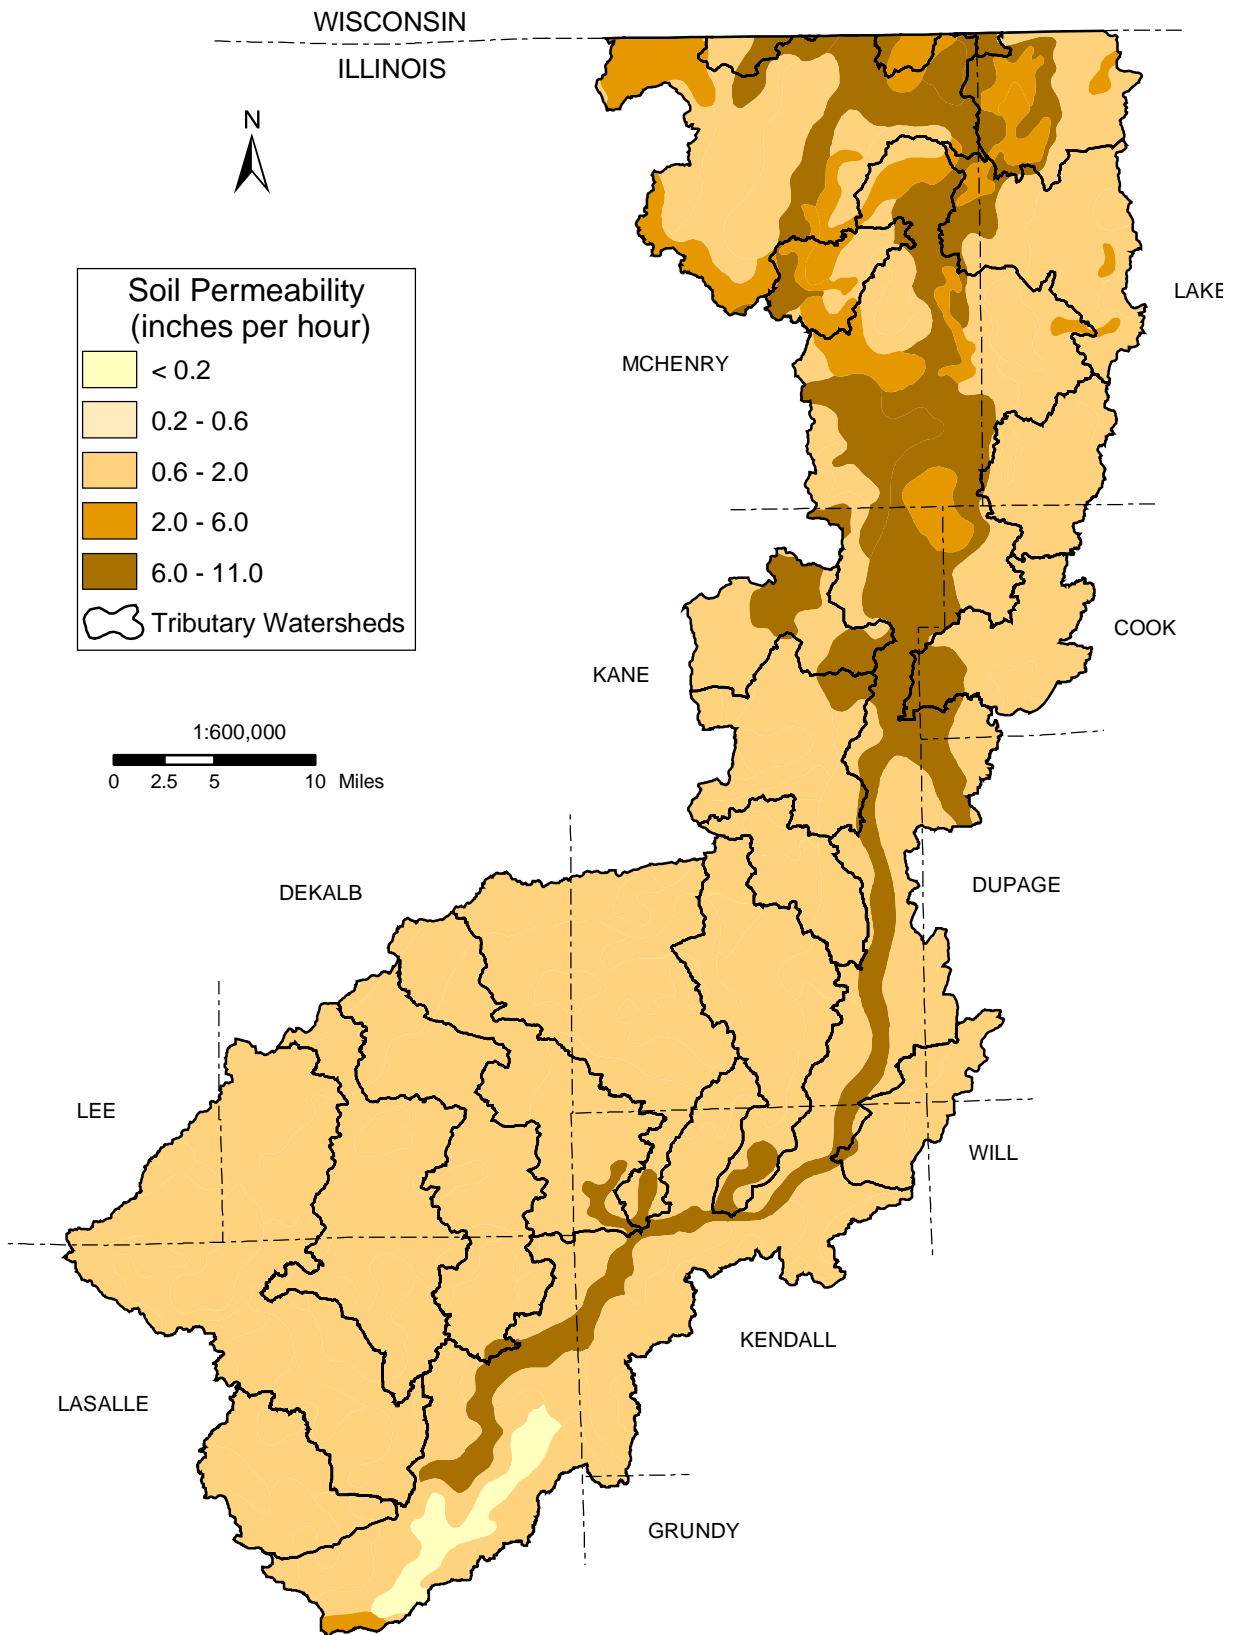 WISCONSIN
ILLINOIS
N
LAKE
Soil Permeability
(inches per hour)
< 0.2
0.2 - 0.6
0.6 - 2.0
2.0 - 6.0
6.0 - 11.0
Tributary Watersheds
MCHENRY
COOK
KANE
1:600,000
0 2.5 5 10 Miles
DEKALB
DUPAGE
LEE
WILL
KENDALL
LASALLE
GRUNDY